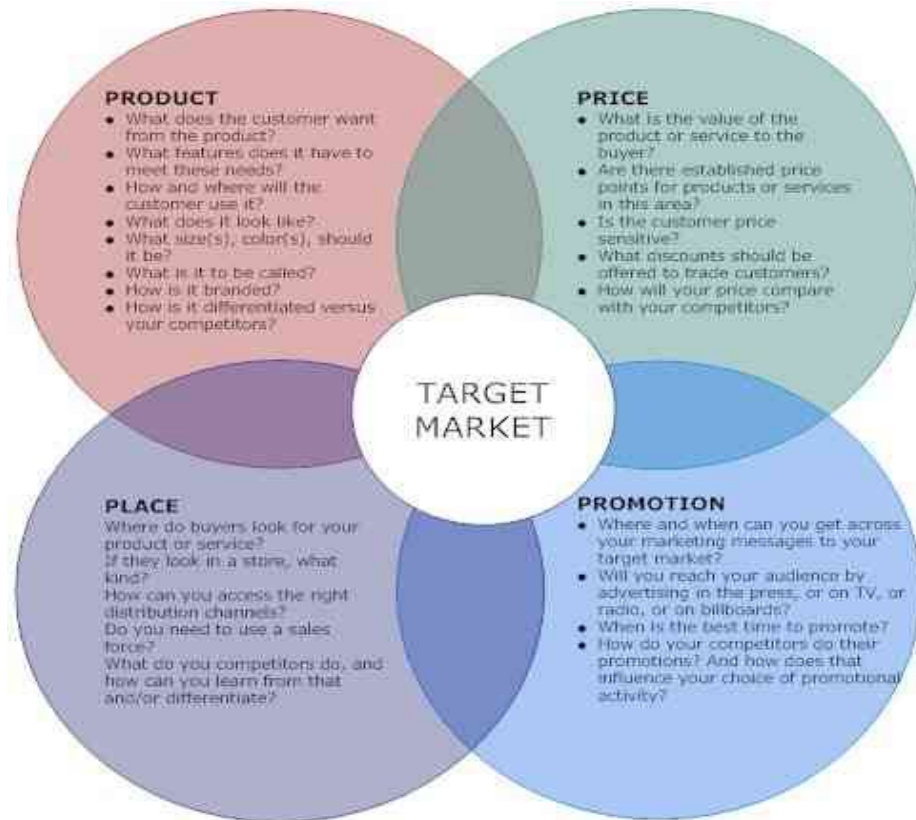 PRODUCT
● What does the customer want
from the product?
● What features does it have to
meet these needs?
● How and where will the
customer use it?
● What does it look like?
● What size(s), color(s), should
it be?
● What is it to be called?
● How is it branded?
● How is it differentiated versus
your competitors?
PRICE
● What is the value of the
product or service to the
buyer?
● Are there established price
points for products or services
in this area?
● Is the customer price
sensitive?
● What discounts should be
offered to trade customers?
● How will your price compare
with your competitors?
TARGET
MARKET
PLACE
Where do buyers look for your
product or service?
If they look in a store, what
kind?
How can you access the right
distribution channels?
Do you need to use a sales
force?
What do you competitors do, and
how can you learn from that
and/or differentiate?
PROMOTION
● Where and when can you get across
your marketing messages to your
target market?
● Will you reach your audience by
advertising in the press, or on TV, or
radio, or on billboards?
● When is the best time to promote?
● How do your competitors do their
promotions? And how does that
influence your choice of promotional
activity?